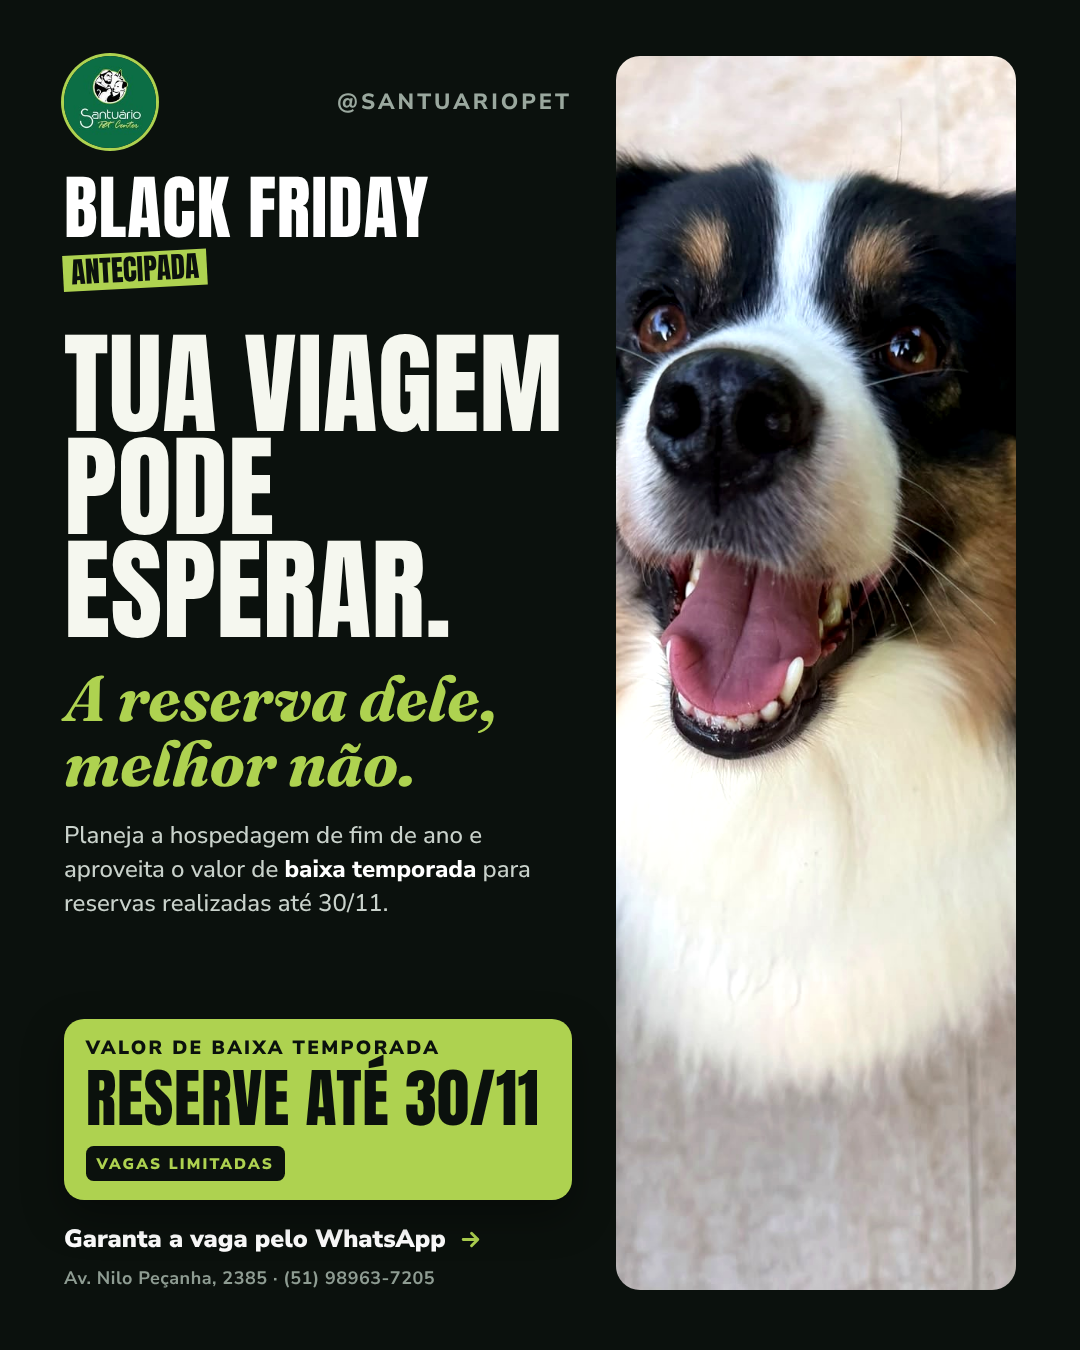 Santuário
Pet Center
@SANTUARIOPET
BLACK FRIDAY
ANTECIPADA
TUA VIAGEM
PODE
ESPERAR.
A reserva dele,
melhor não.
Planeja a hospedagem de fim de ano e
aproveita o valor de baixa temporada para
reservas realizadas até 30/11.
VALOR DE BAIXA TEMPORADA
RESERVE ATÉ 30/11
VAGAS LIMITADAS
Garanta a vaga pelo WhatsApp →
Av. Nilo Peçanha, 2385 · (51) 98963-7205